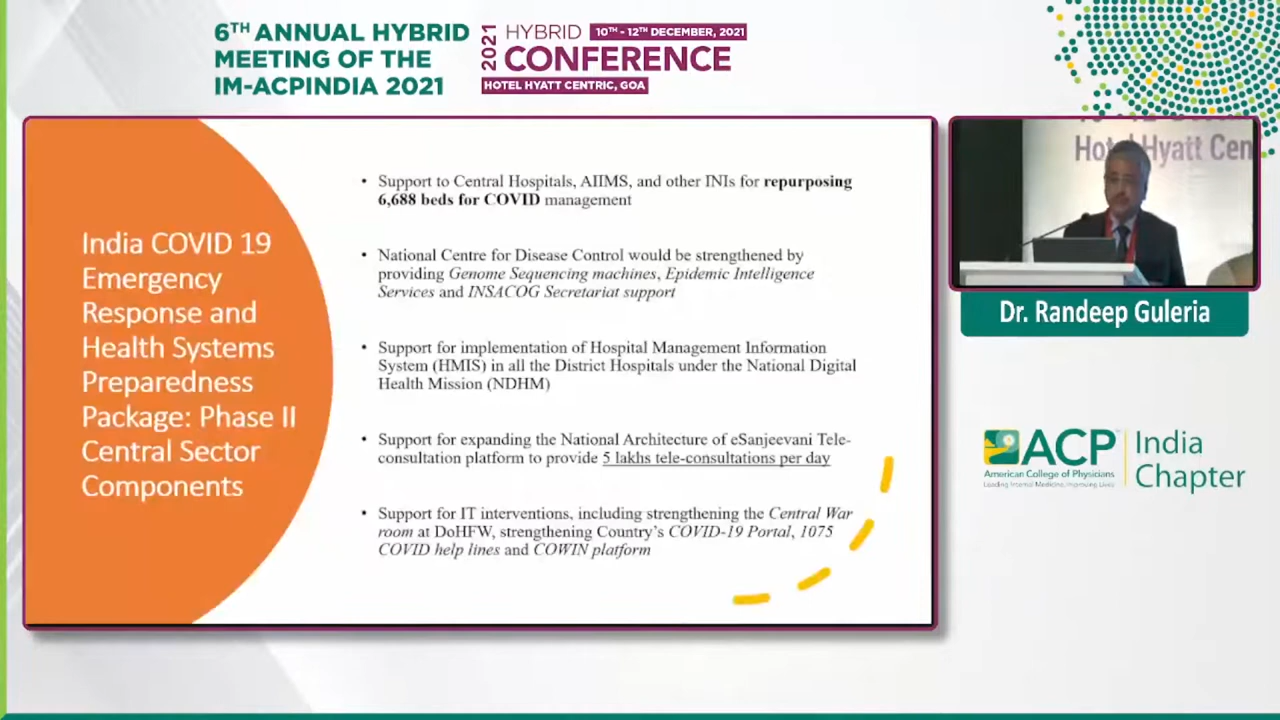 6TH ANNUAL HYBRID
MEETING OF THE
IM-ACPINDIA 2021
2021
HYBRID 10TH - 12TH DECEMBER, 2021
CONFERENCE
HOTEL HYATT CENTRIC, GOA
India COVID 19
Emergency
Response and
Health Systems
Preparedness
Package: Phase II
Central Sector
Components
• Support to Central Hospitals, AIIMS, and other INIs for repurposing
6,688 beds for COVID management
• National Centre for Disease Control would be strengthened by
providing Genome Sequencing machines, Epidemic Intelligence
Services and INSACOG Secretariat support
• Support for implementation of Hospital Management Information
System (HMIS) in all the District Hospitals under the National Digital
Health Mission (NDHM)
• Support for expanding the National Architecture of eSanjeevani Tele-
consultation platform to provide 5 lakhs tele-consultations per day
• Support for IT interventions, including strengthening the Central War
room at DoHFW, strengthening Country's COVID-19 Portal, 1075
COVID help lines and COWIN platform
Hotel Hyatt Cen
Dr. Randeep Guleria
ACP
American College of Physicians
Leading Internal Medicine, Improving Lives
India
Chapter